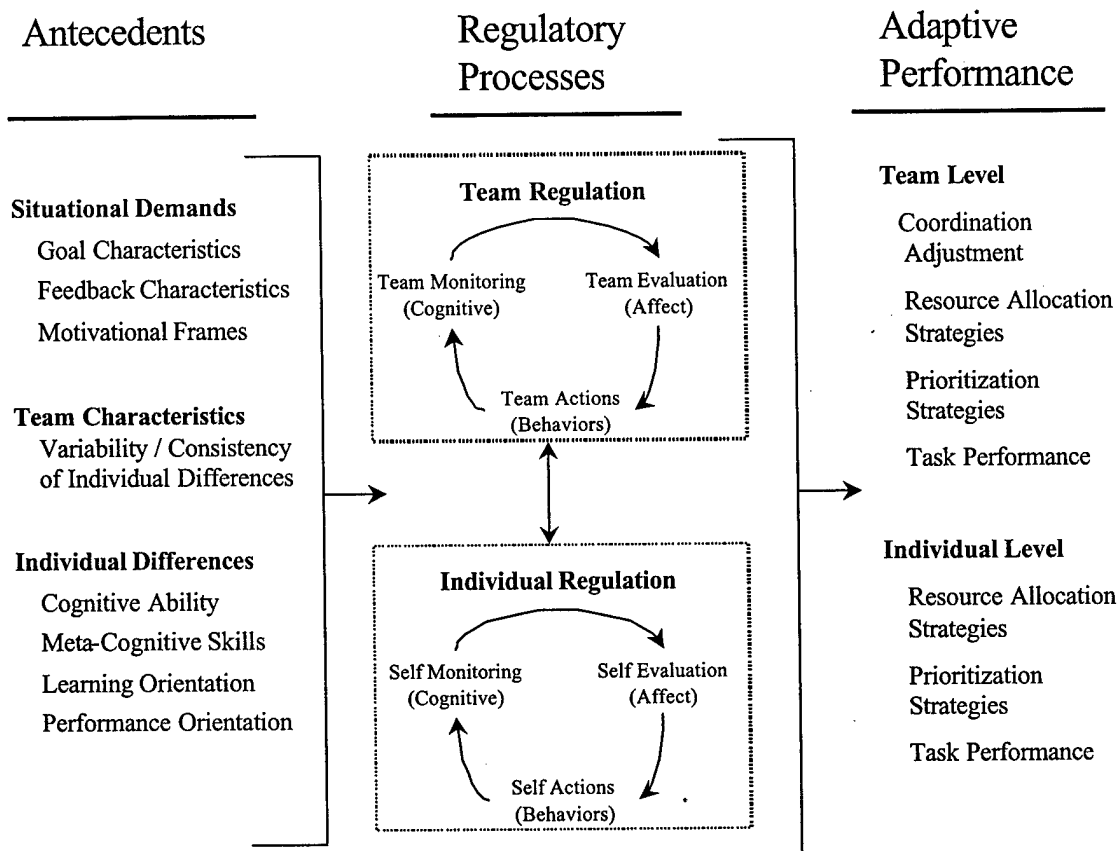 Antecedents
Situational Demands
Goal Characteristics
Feedback Characteristics
Motivational Frames
Team Characteristics
Variability / Consistency
of Individual Differences
Individual Differences
Cognitive Ability
Meta-Cognitive Skills
Learning Orientation
Performance Orientation
Regulatory
Processes
Team Regulation
Team Monitoring
(Cognitive)
Team Evaluation
(Affect)
Team Actions
(Behaviors)
Individual Regulation
Self Monitoring
(Cognitive)
Self Evaluation
(Affect)
Self Actions
(Behaviors)
Adaptive
Performance
Team Level
Coordination
Adjustment
Resource Allocation
Strategies
Prioritization
Strategies
Task Performance
Individual Level
Resource Allocation
Strategies
Prioritization
Strategies
Task Performance